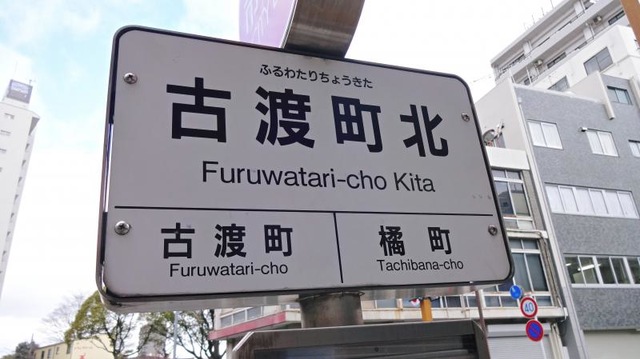 ふるわたりちょうきた
古渡町北
Furuwatari-cho Kita
古渡町
Furuwatari-cho
橘町
Tachibana-cho
40